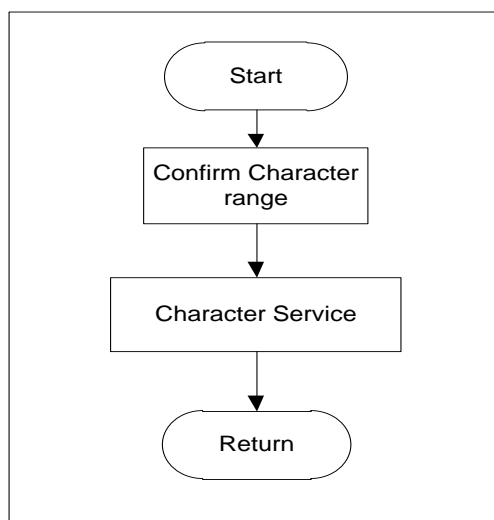 Start
Confirm Character
range
Character Service
Return